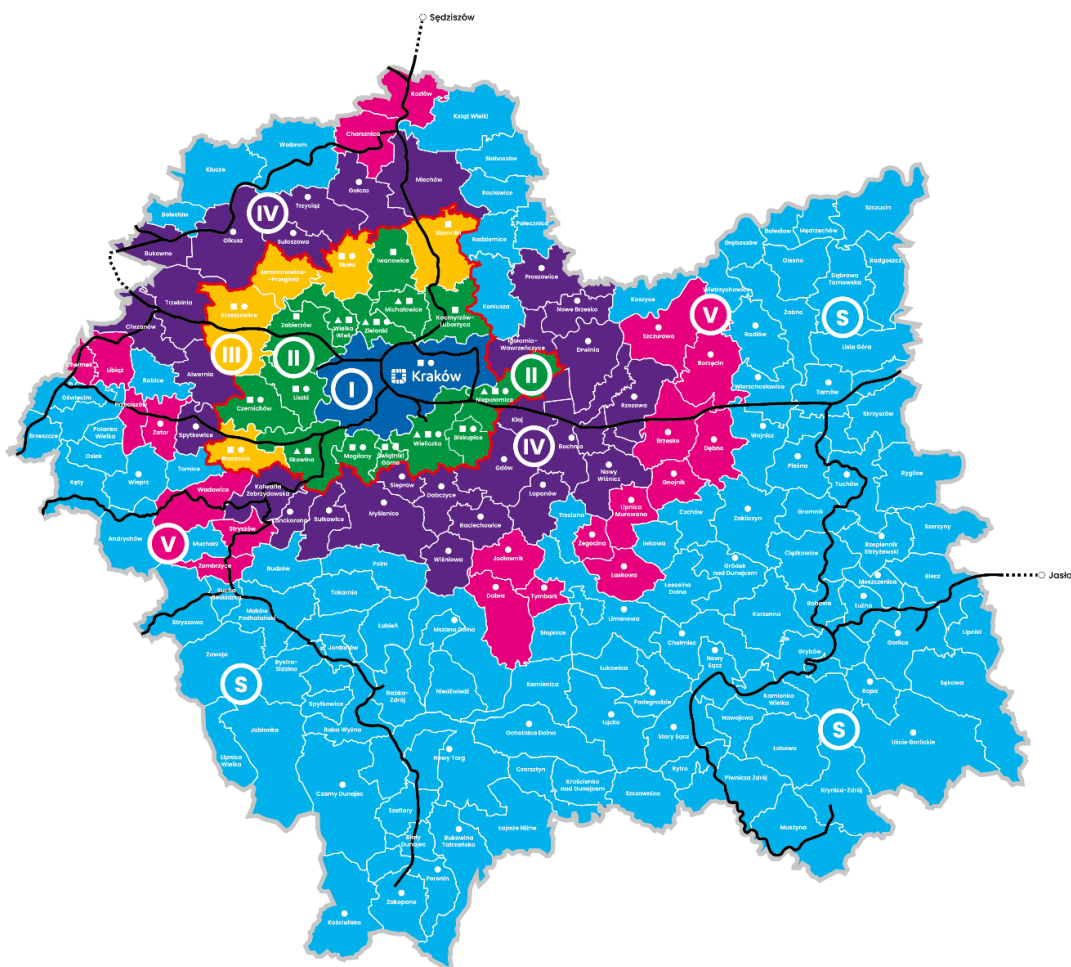 Sędziszów
Kozłów
Książ Wielki
Charsznica
Wolbrom
Klucze
Słaboszów
Miechów
Gołcza
Racławice
Trzyciąż
IV
Bolesław
Pałecznica
Olkusz
Sułoszowa
Słomniki
Radziemice
Bukowno
Iwanowice
Skała
Jerzmanowice-
-Przeginia
Proszowice
Trzebinia
Krzeszowice
Michałowice
Koniusza
Nowe Brzesko
Zabierzów
Wielka
Wieś
Zielonki
Kocmyrzów-
Luborzyca
Chrzanów
Igołomia-
Wawrzeńczyce
Drwinia
III
II
Libiąż
Babice
Alwernia
I
Kraków
II
Oświęcim
Liszki
Niepołomice
Rzezawa
Przeciszów
Czernichów
Brzeszcze
Polanka
Wielka
Zator
Spytkowice
Kłaj
Bochnia
IV
Osiek
Brzeźnica
Skawina
Mogilany
Świątniki
Górne
Wieliczka
Biskupice
Gdów
Kęty
Wieprz
Tomice
Nowy
Wiśnicz
Wadowice
Kalwaria
Zebrzydowska
Siepraw
Dobczyce
Łapanów
Lanckorona
Sułkowice
Myślenice
Raciechowice
Trzciana
Lipnica
Murowana
Andrychów
V
Mucharz
Stryszów
Zembrzyce
Wiśniowa
Żegocina
Jodłownik
Laskowa
Szczucin
Gręboszów
Bolesław
Mędrzechów
Olesno
Radgoszcz
Dąbrowa
Tarnowska
Wietrzychowice
Koszyce
V
Żabno
S
Szczurowa
Radłów
Lisia Góra
Borzęcin
Wierzchosławice
Tarnów
Skrzyszów
Brzesko
Wojnicz
Dębno
Pleśna
Ryglice
Gnojnik
Tuchów
Czchów
Zakliczyn
Gromnik
Szerzyny
Iwkowa
Rzepiennik
Strzyżewski
Ciężkowice
Gródek
nad Dunajcem
Moszczenica
Biecz
Jasło
Łososina
Dolna
Bobowa
Łużna
Korzenna
Budzów
Pcim
Tokarnia
Sucha
Beskidzka
Maków
Podhalański
Stryszawa
Lubień
Dobra
Tymbark
Limanowa
Mszana Dolna
Słopnice
Chełmiec
Grybów
Gorlice
Lipinki
Jordanów
Zawoja
Bystra-
Sidzina
Nowy
Sącz
Łukowica
S
Niedźwiedź
Kamienica
Podegrodzie
Kamionka
Wielka
Ropa
Sękowa
Rabka-
Zdrój
Spytkowice
Łącko
Nawojowa
S
Jabłonka
Raba Wyżna
Ochotnica Dolna
Stary Sącz
Uście Gorlickie
Łabowa
Lipnica
Wielka
Nowy Targ
Czorsztyn
Rytro
Krościenko
nad Dunajcem
Piwniczna Zdrój
Szczawnica
Krynica-Zdrój
Czarny Dunajec
Szaflary
Łapsze Niżne
Muszyna
Biały
Dunajec
Bukowina
Tatrzańska
Poronin
Zakopane
Kościelisko